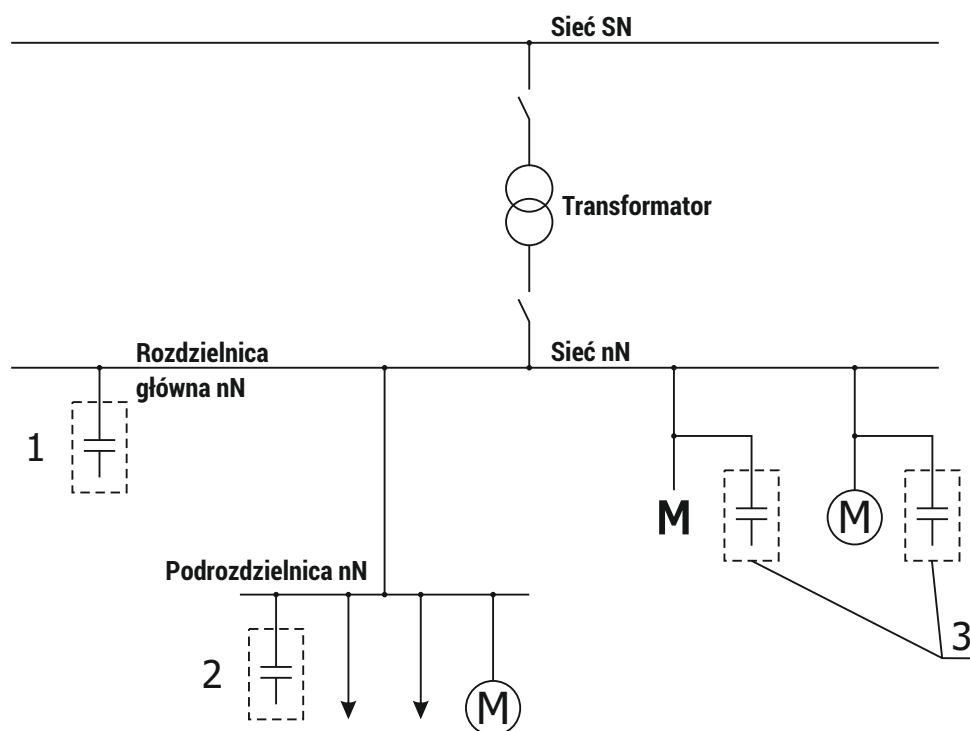 Sieć SN
Transformator
Rozdzielnica
główna nN
Sieć nN
1
M
M
3
Podrozdzielnica nN
2
M